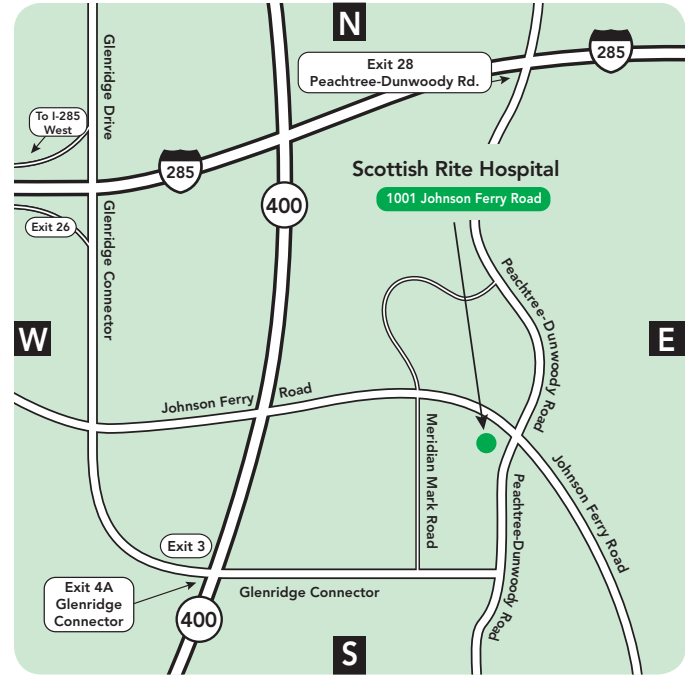 N
Glenridge Drive
Exit 28
Peachtree-Dunwoody Rd.
285
To I-285
West
285
Scottish Rite Hospital
1001 Johnson Ferry Road
400
Exit 26
Glenridge Connector
Peachtree-Dunwoody Road
W
E
Johnson Ferry Road
Meridian Mark Road
Johnson Ferry Road
Peachtree-Dunwoody Road
Exit 3
Exit 4A
Glenridge
Connector
Glenridge Connector
400
S